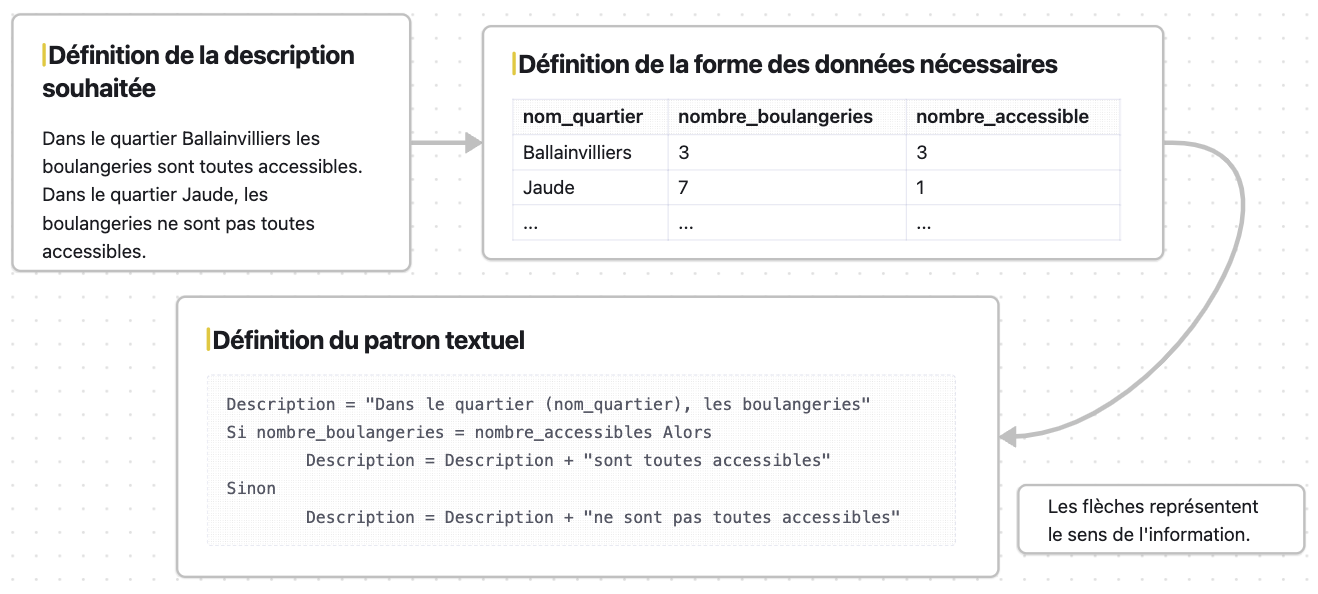 Définition de la description
souhaitée
Dans le quartier Ballainvilliers les
boulangeries sont toutes accessibles.
Dans le quartier Jaude, les
boulangeries ne sont pas toutes
accessibles.
Définition de la forme des données nécessaires
nom_quartier nombre_boulangeries nombre_accessible
Ballainvilliers 3 3
Jaude 7 1
... ... ...
Définition du patron textuel
Description = "Dans le quartier (nom_quartier), les boulangeries"
Si nombre_boulangeries = nombre_accessibles Alors
Description = Description + "sont toutes accessibles"
Sinon
Description = Description + "ne sont pas toutes accessibles"
Les flèches représentent
le sens de l'information.